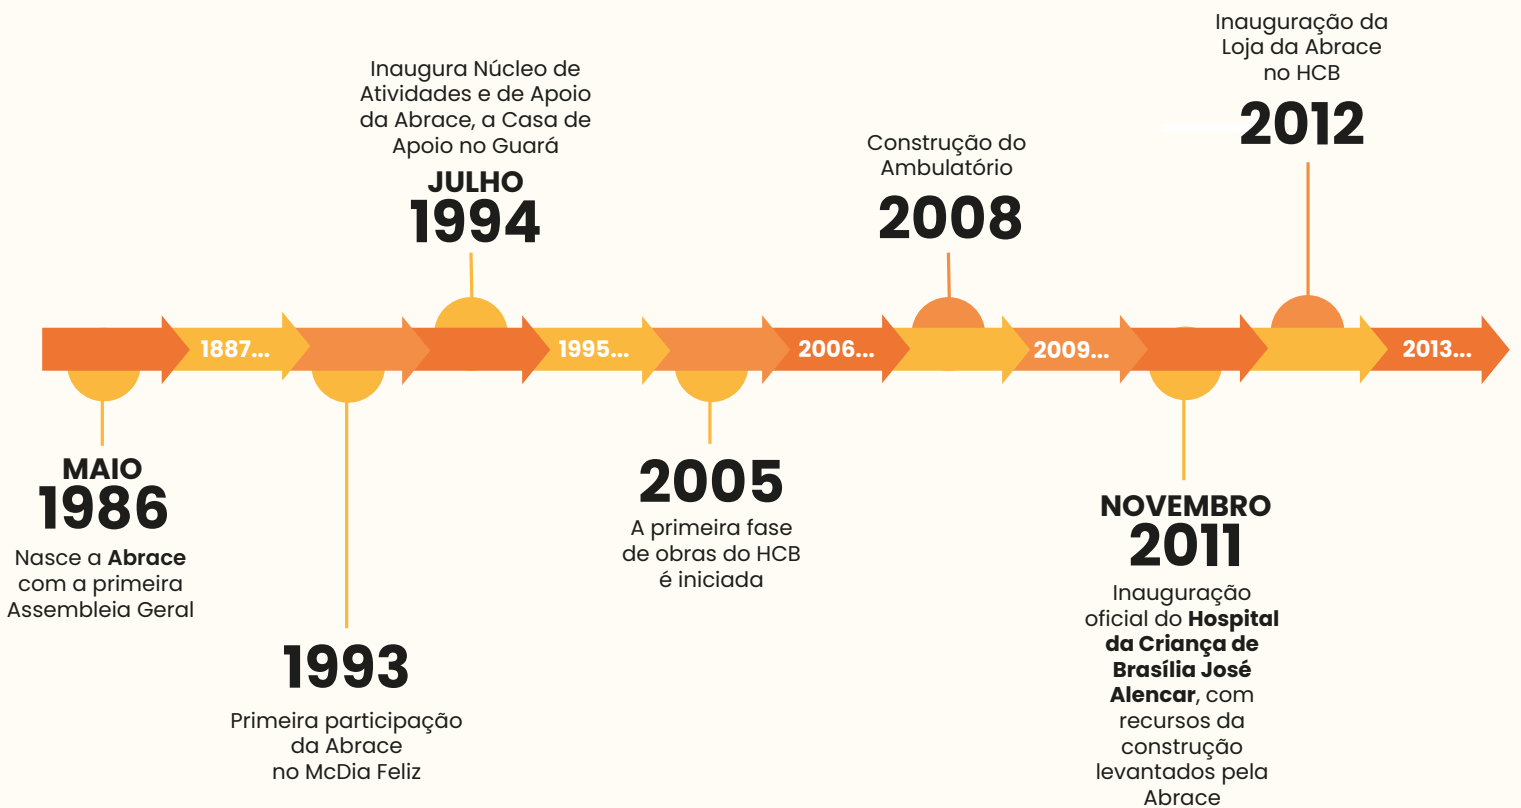 Inauguração da
Loja da Abrace
no HCB
2012
Inaugura Núcleo de
Atividades e de Apoio
da Abrace, a Casa de
Apoio no Guará
JULHO
1994
Construção do
Ambulatório
2008
1887...
1995...
2006...
2009...
2013...
MAIO
1986
Nasce a Abrace
com a primeira
Assembleia Geral
1993
Primeira participação
da Abrace
no McDia Feliz
2005
A primeira fase
de obras do HCB
é iniciada
NOVEMBRO
2011
Inauguração
oficial do Hospital
da Criança de
Brasília José
Alencar, com
recursos da
construção
levantados pela
Abrace